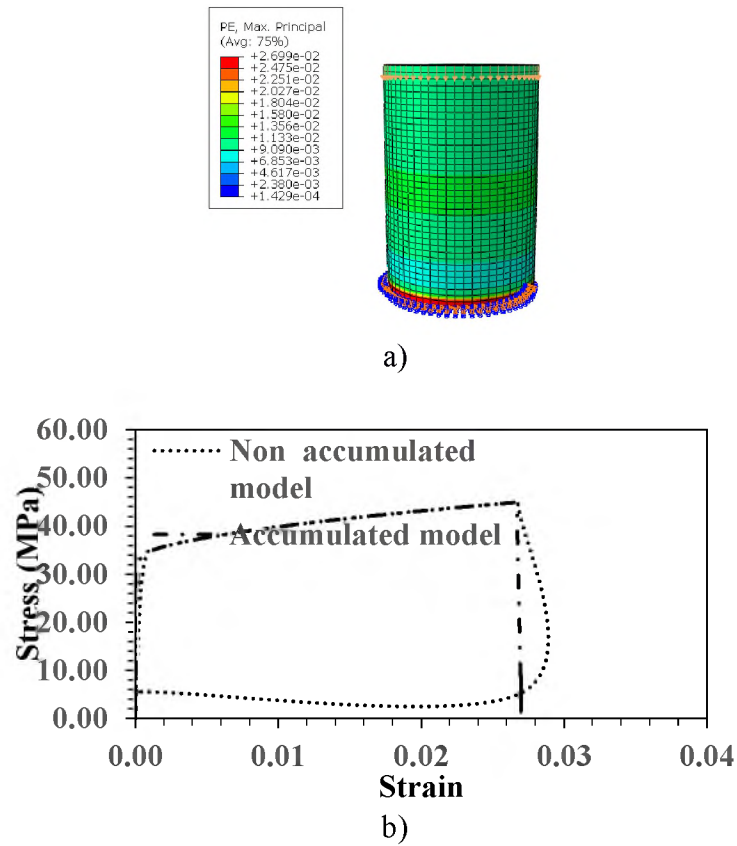 PE, Max. Principal
(Avg: 75%)
+2.699e-02
+2.475e-02
+2.251e-02
+2.027e-02
+1.804e-02
+1.580e-02
+1.356e-02
+1.133e-02
+9.090e-03
+6.853e-03
+4.617e-03
+2.380e-03
+1.429e-04
a)
60.00
50.00
40.00
30.00
20.00
10.00
0.00
Stress (MPa)
Non accumulated
model
Accumulated model
0.00
0.01
0.02
0.03
0.04
Strain
b)